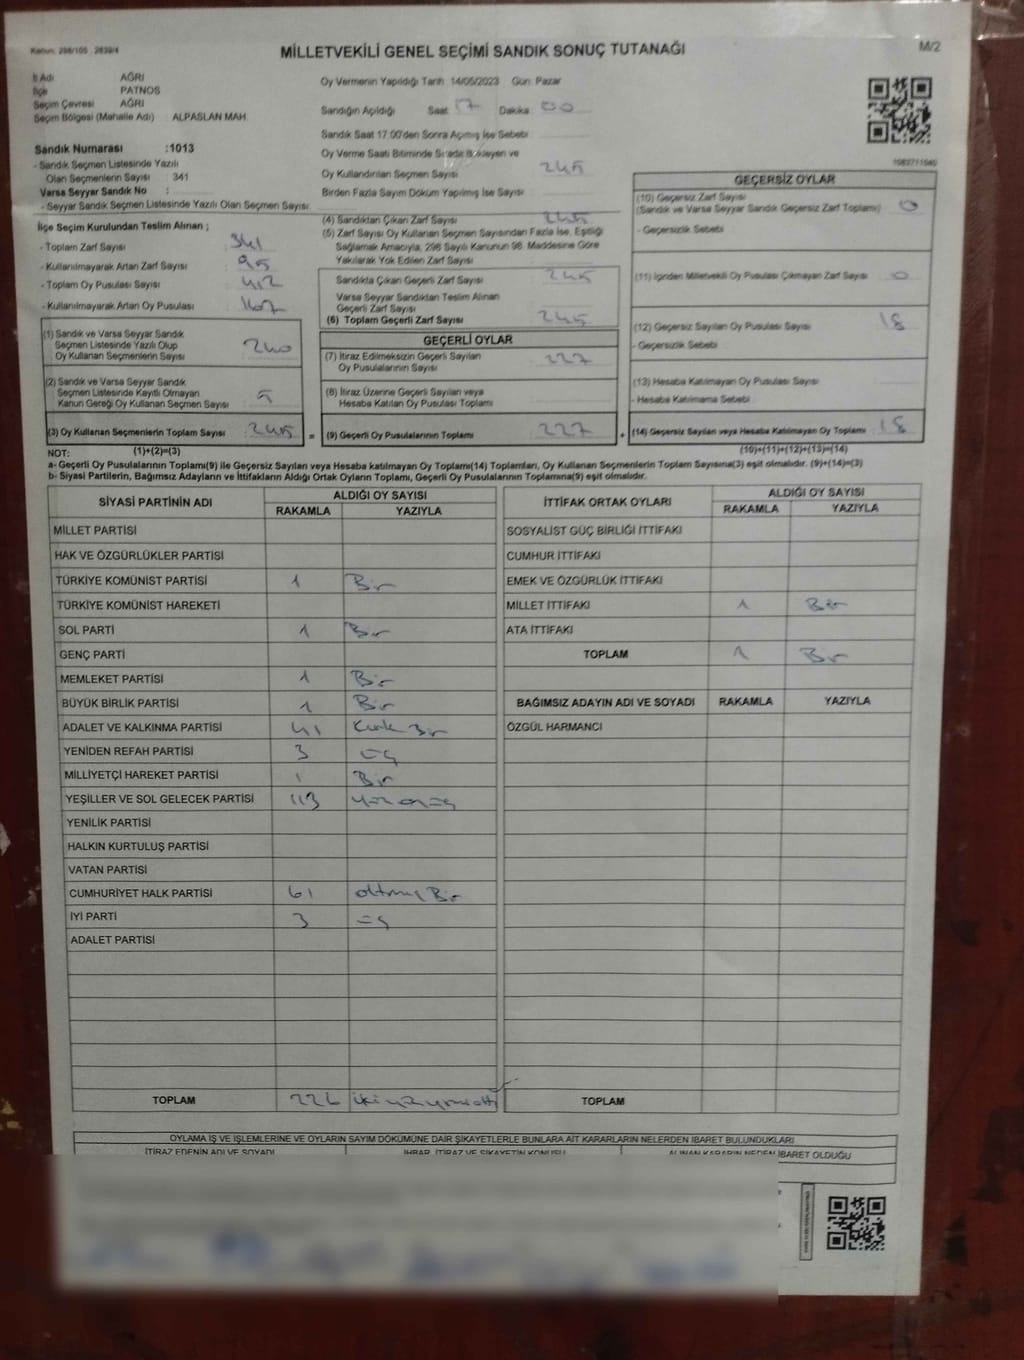 Kanun: 298/105 2839/4
MİLLETVEKİLİ GENEL SEÇİMİ SANDIK SONUÇ TUTANAĞI
M/2
İl Adı AĞRI
İlçe PATNOS
Seçim Çevresi AĞRI
Seçim Bölgesi (Mahalle Adı) ALPASLAN MAH.
Sandık Numarası :1013
- Sandık Seçmen Listesinde Yazılı
Olan Seçmenlerin Sayısı : 341
Varsa Seyyar Sandık No :
- Seyyar Sandık Seçmen Listesinde Yazılı Olan Seçmen Sayısı:
İlçe Seçim Kurulundan Teslim Alınan ;
- Toplam Zarf Sayısı 341
- Kullanılmayarak Artan Zarf Sayısı 95
- Toplam Oy Pusulası Sayısı 412
- Kullanılmayarak Artan Oy Pusulası 167
(1) Sandık ve Varsa Seyyar Sandık
Seçmen Listesinde Yazılı Olup
Oy Kullanan Seçmenlerin Sayısı 240
(2) Sandık ve Varsa Seyyar Sandık
Seçmen Listesinde Kayıtlı Olmayan
Kanun Gereği Oy Kullanan Seçmen Sayısı 5
(3) Oy Kullanan Seçmenlerin Toplam Sayısı 245 =
Oy Vermenin Yapıldığı Tarih 14/05/2023 Gün: Pazar
Sandığın Açıldığı Saat 17 Dakika 00
Sandık Saat 17.00'den Sonra Açılmış İse Sebebi
Oy Verme Saati Bitiminde Sırada Bekleyen ve
Oy Kullandırılan Seçmen Sayısı 245
Birden Fazla Sayım Döküm Yapılmış İse Sayısı
(4) Sandıktan Çıkan Zarf Sayısı 245
(5) Zarf Sayısı Oy Kullanan Seçmen Sayısından Fazla İse, Eşitliği
Sağlamak Amacıyla, 298 Sayılı Kanunun 98. Maddesine Göre
Yakılarak Yok Edilen Zarf Sayısı
Sandıkta Çıkan Geçerli Zarf Sayısı 245
Varsa Seyyar Sandıktan Teslim Alınan
Geçerli Zarf Sayısı
(6) Toplam Geçerli Zarf Sayısı 245
GEÇERLİ OYLAR
(7) İtiraz Edilmeksizin Geçerli Sayılan
Oy Pusulalarının Sayısı 227
(8) İtiraz Üzerine Geçerli Sayılan veya
Hesaba Katılan Oy Pusulası Toplamı
(9) Geçerli Oy Pusulalarının Toplamı 227 +
1082711040
GEÇERSİZ OYLAR
(10) Geçersiz Zarf Sayısı
(Sandık ve Varsa Seyyar Sandık Geçersiz Zarf Toplamı) 0
- Geçersizlik Sebebi
(11) İçinden Milletvekili Oy Pusulası Çıkmayan Zarf Sayısı 0
(12) Geçersiz Sayılan Oy Pusulası Sayısı 18
- Geçersizlik Sebebi
(13) Hesaba Katılmayan Oy Pusulası Sayısı
- Hesaba Katılmama Sebebi
(14) Geçersiz Sayılan veya Hesaba Katılmayan Oy Toplamı 18
NOT: (1)+(2)=(3) (10)+(11)+(12)+(13)=(14)
a- Geçerli Oy Pusulalarının Toplamı(9) ile Geçersiz Sayılan veya Hesaba katılmayan Oy Toplamı(14) Toplamları, Oy Kullanan Seçmenlerin Toplam Sayısına(3) eşit olmalıdır. (9)+(14)=(3)
b- Siyasi Partilerin, Bağımsız Adayların ve İttifakların Aldığı Ortak Oyların Toplamı, Geçerli Oy Pusulalarının Toplamına(9) eşit olmalıdır.
SİYASİ PARTİNİN ADI ALDIĞI OY SAYISI
RAKAMLA YAZIYLA
MİLLET PARTİSİ
HAK VE ÖZGÜRLÜKLER PARTİSİ
TÜRKİYE KOMÜNİST PARTİSİ 1 Bir
TÜRKİYE KOMÜNİST HAREKETİ
SOL PARTİ 1 Bir
GENÇ PARTİ
MEMLEKET PARTİSİ 1 Bir
BÜYÜK BİRLİK PARTİSİ 1 Bir
ADALET VE KALKINMA PARTİSİ 41 Kırk Bir
YENİDEN REFAH PARTİSİ 3 üç
MİLLİYETÇİ HAREKET PARTİSİ 1 Bir
YEŞİLLER VE SOL GELECEK PARTİSİ 113 Yüz on üç
YENİLİK PARTİSİ
HALKIN KURTULUŞ PARTİSİ
VATAN PARTİSİ
CUMHURİYET HALK PARTİSİ 61 altmış Bir
İYİ PARTİ 3 üç
ADALET PARTİSİ
TOPLAM 226 iki yüz yirmi altı
İTTİFAK ORTAK OYLARI ALDIĞI OY SAYISI
RAKAMLA YAZIYLA
SOSYALİST GÜÇ BİRLİĞİ İTTİFAKI
CUMHUR İTTİFAKI
EMEK VE ÖZGÜRLÜK İTTİFAKI
MİLLET İTTİFAKI 1 Bir
ATA İTTİFAKI
TOPLAM 1 Bir
BAĞIMSIZ ADAYIN ADI VE SOYADI RAKAMLA YAZIYLA
ÖZGÜL HARMANCI
TOPLAM
OYLAMA İŞ VE İŞLEMLERİNE VE OYLARIN SAYIM DÖKÜMÜNE DAİR ŞİKAYETLERLE BUNLARA AİT KARARLARIN NELERDEN İBARET BULUNDUKLARI
İTİRAZ EDENİN ADI VE SOYADI İHBAR, İTİRAZ VE ŞİKAYETİN KONUSU ALINAN KARARIN NEDEN İBARET OLDUĞU